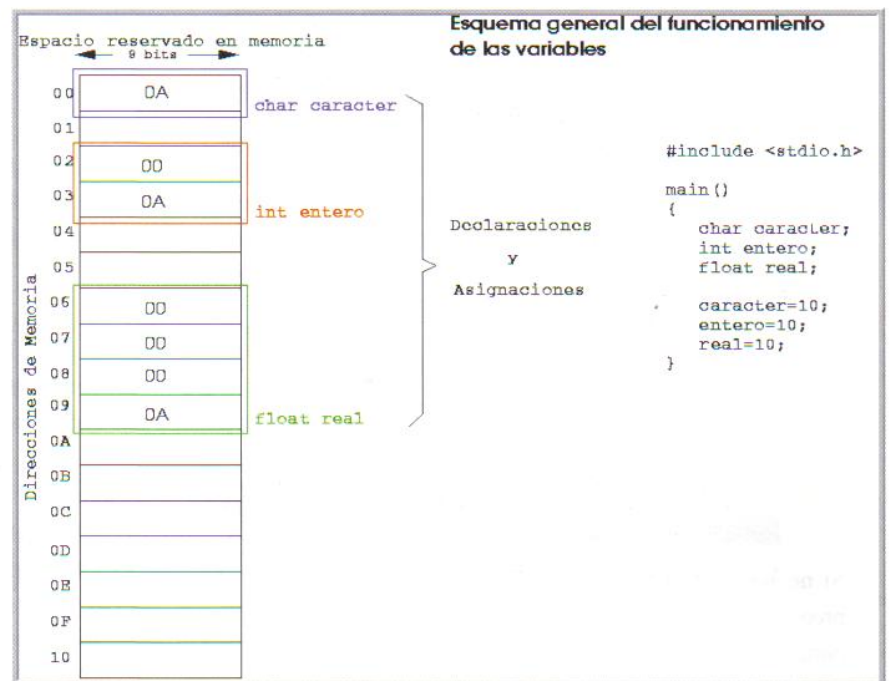 Esquema general del funcionamiento
de las variables
Espacio reservado en memoria
8 bits
00 0A
char caracter
01
02 00
03 0A
int entero
04
05
06 00
07 00
08 00
09 0A
float real
0A
0B
0C
0D
0E
0F
10
Direcciones de Memoria
Declaraciones
y
Asignaciones
#include <stdio.h>
main()
{
char caracter;
int entero;
float real;
caracter=10;
entero=10;
real=10;
}